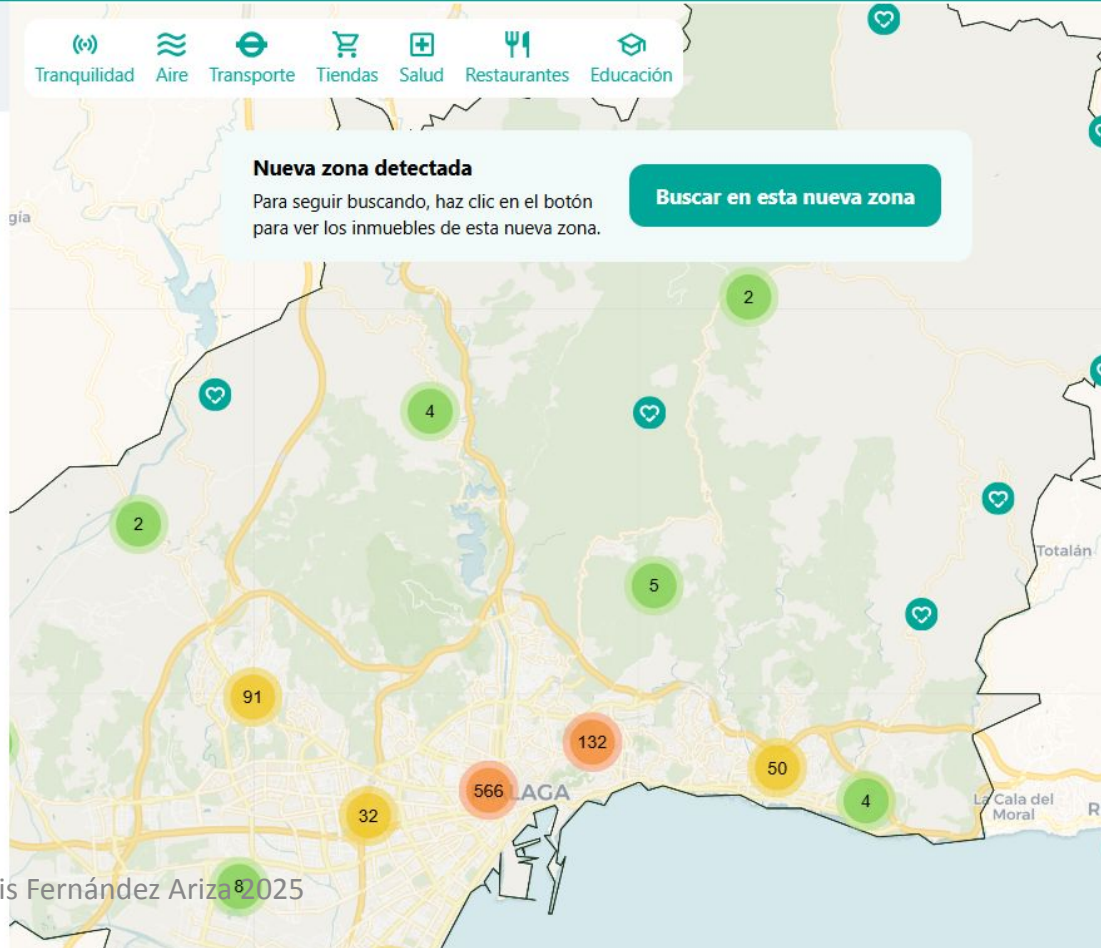 Tranquilidad Aire Transporte Tiendas Salud Restaurantes Educación
Nueva zona detectada
Para seguir buscando, haz clic en el botón
para ver los inmuebles de esta nueva zona.
Buscar en esta nueva zona
gía
2
4
2
Totalán
5
91
132
50
566 LAGA
4
32
La Cala del
Moral
R
8
is Fernández Ariza 2025